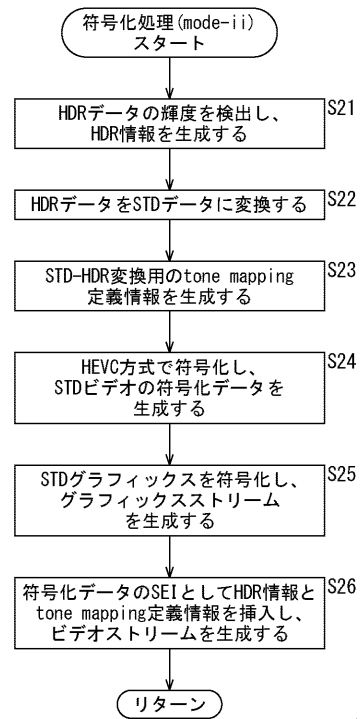 符号化処理(mode-ii)
スタート
HDRデータの輝度を検出し、
HDR情報を生成する
S21
HDRデータをSTDデータに変換する
S22
STD-HDR変換用のtone mapping
定義情報を生成する
S23
HEVC方式で符号化し、
STDビデオの符号化データを
生成する
S24
STDグラフィックスを符号化し、
グラフィックスストリーム
を生成する
S25
符号化データのSEIとしてHDR情報と
tone mapping定義情報を挿入し、
ビデオストリームを生成する
S26
リターン